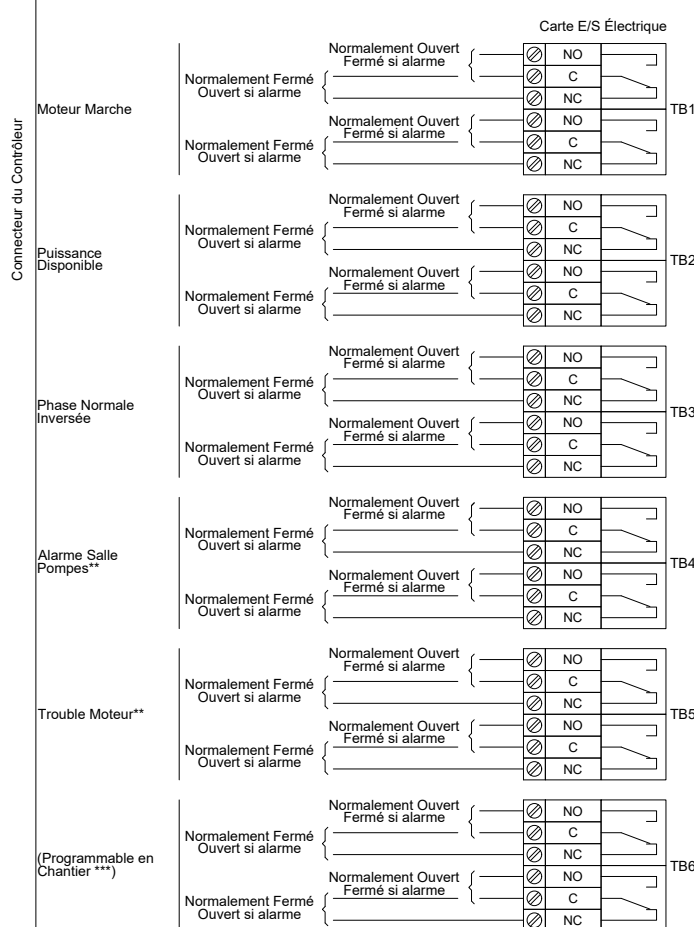 Carte E/S Électrique
Connecteur du Contrôleur
Moteur Marche
Normalement Ouvert
Fermé si alarme
Normalement Fermé
Ouvert si alarme
Normalement Ouvert
Fermé si alarme
Normalement Fermé
Ouvert si alarme
NO
C
NC
NO
C
NC
TB1
Puissance
Disponible
Normalement Ouvert
Fermé si alarme
Normalement Fermé
Ouvert si alarme
Normalement Ouvert
Fermé si alarme
Normalement Fermé
Ouvert si alarme
NO
C
NC
NO
C
NC
TB2
Phase Normale
Inversée
Normalement Ouvert
Fermé si alarme
Normalement Fermé
Ouvert si alarme
Normalement Ouvert
Fermé si alarme
Normalement Fermé
Ouvert si alarme
NO
C
NC
NO
C
NC
TB3
Alarme Salle
Pompes**
Normalement Ouvert
Fermé si alarme
Normalement Fermé
Ouvert si alarme
Normalement Ouvert
Fermé si alarme
Normalement Fermé
Ouvert si alarme
NO
C
NC
NO
C
NC
TB4
Trouble Moteur**
Normalement Ouvert
Fermé si alarme
Normalement Fermé
Ouvert si alarme
Normalement Ouvert
Fermé si alarme
Normalement Fermé
Ouvert si alarme
NO
C
NC
NO
C
NC
TB5
(Programmable en
Chantier ***)
Normalement Ouvert
Fermé si alarme
Normalement Fermé
Ouvert si alarme
Normalement Ouvert
Fermé si alarme
Normalement Fermé
Ouvert si alarme
NO
C
NC
NO
C
NC
TB6